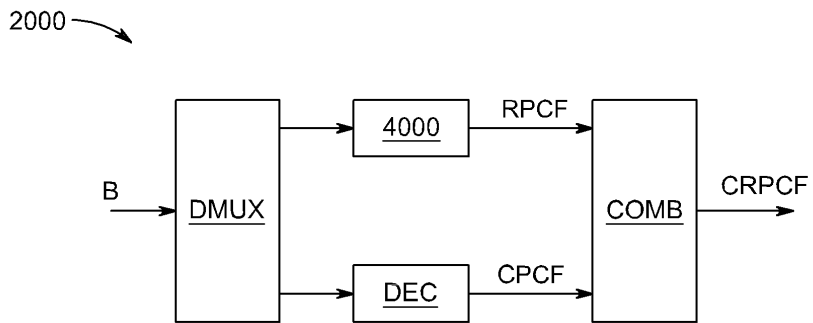 2000
4000
RPCF
B
DMUX
COMB
CRPCF
DEC
CPCF